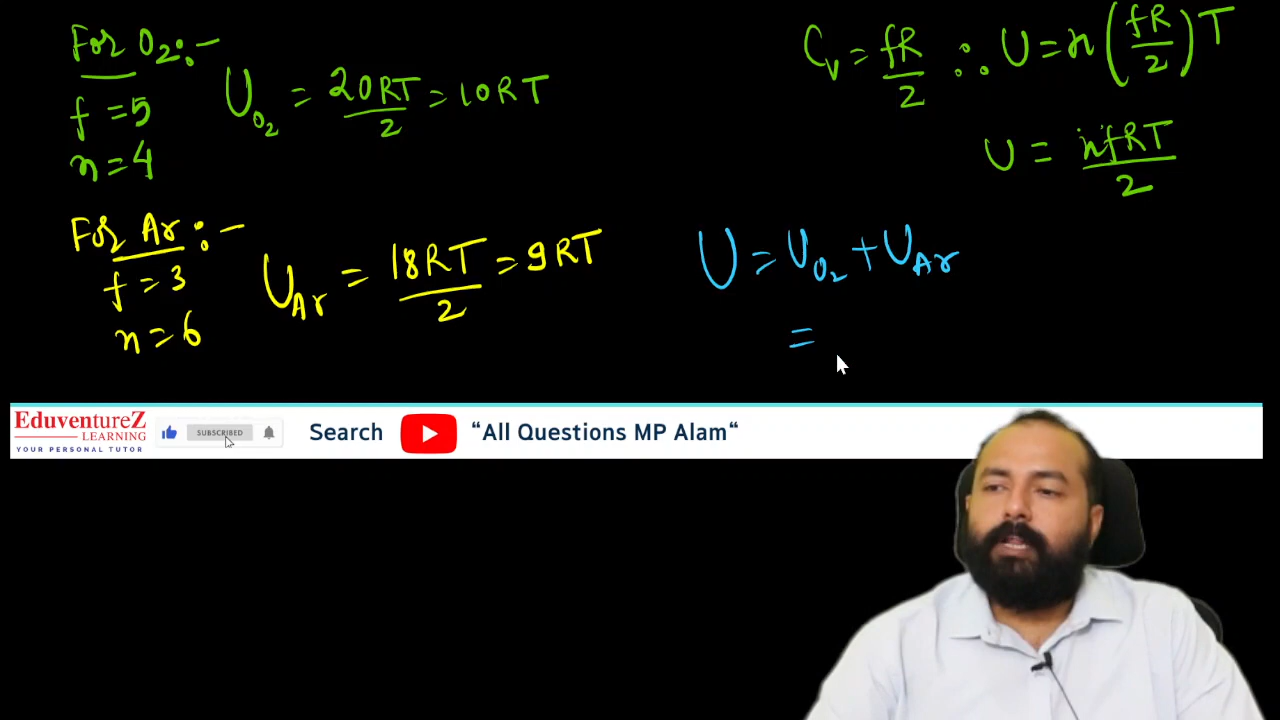 For O₂:-
f = 5
n = 4
U_O₂ = 20RT/2 = 10RT
C_V = fR/2 ∴ U = n(fR/2)T
U = nfRT/2
For Ar:-
f = 3
n = 6
U_Ar = 18RT/2 = 9RT
U = U_O₂ + U_Ar
=
EduventureZ
LEARNING
YOUR PERSONAL TUTOR
SUBSCRIBED
Search "All Questions MP Alam"